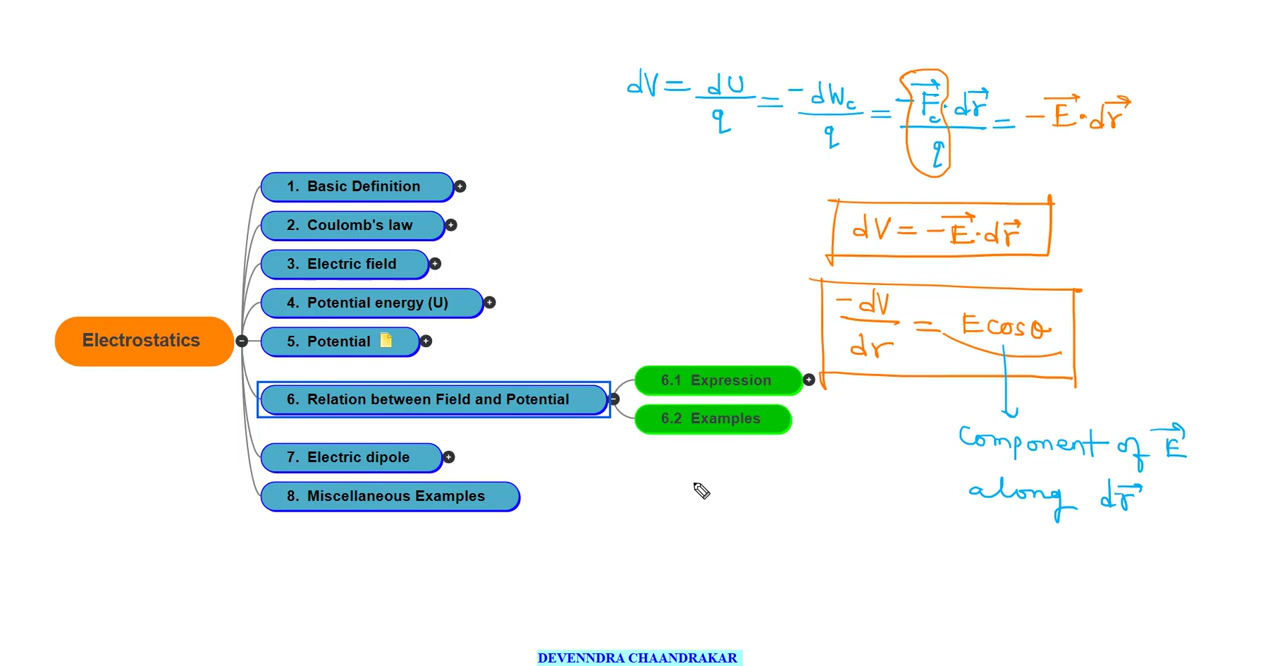 dV = dU/q = -dW_c/q = -F⃗_c·dr⃗/q = -E⃗·dr⃗
dV = -E⃗·dr⃗
-dV/dr = E cosθ
component of E⃗
along dr⃗
Electrostatics
1. Basic Definition
2. Coulomb's law
3. Electric field
4. Potential energy (U)
5. Potential
6. Relation between Field and Potential
6.1 Expression
6.2 Examples
7. Electric dipole
8. Miscellaneous Examples
DEVENNDRA CHAANDRAKAR